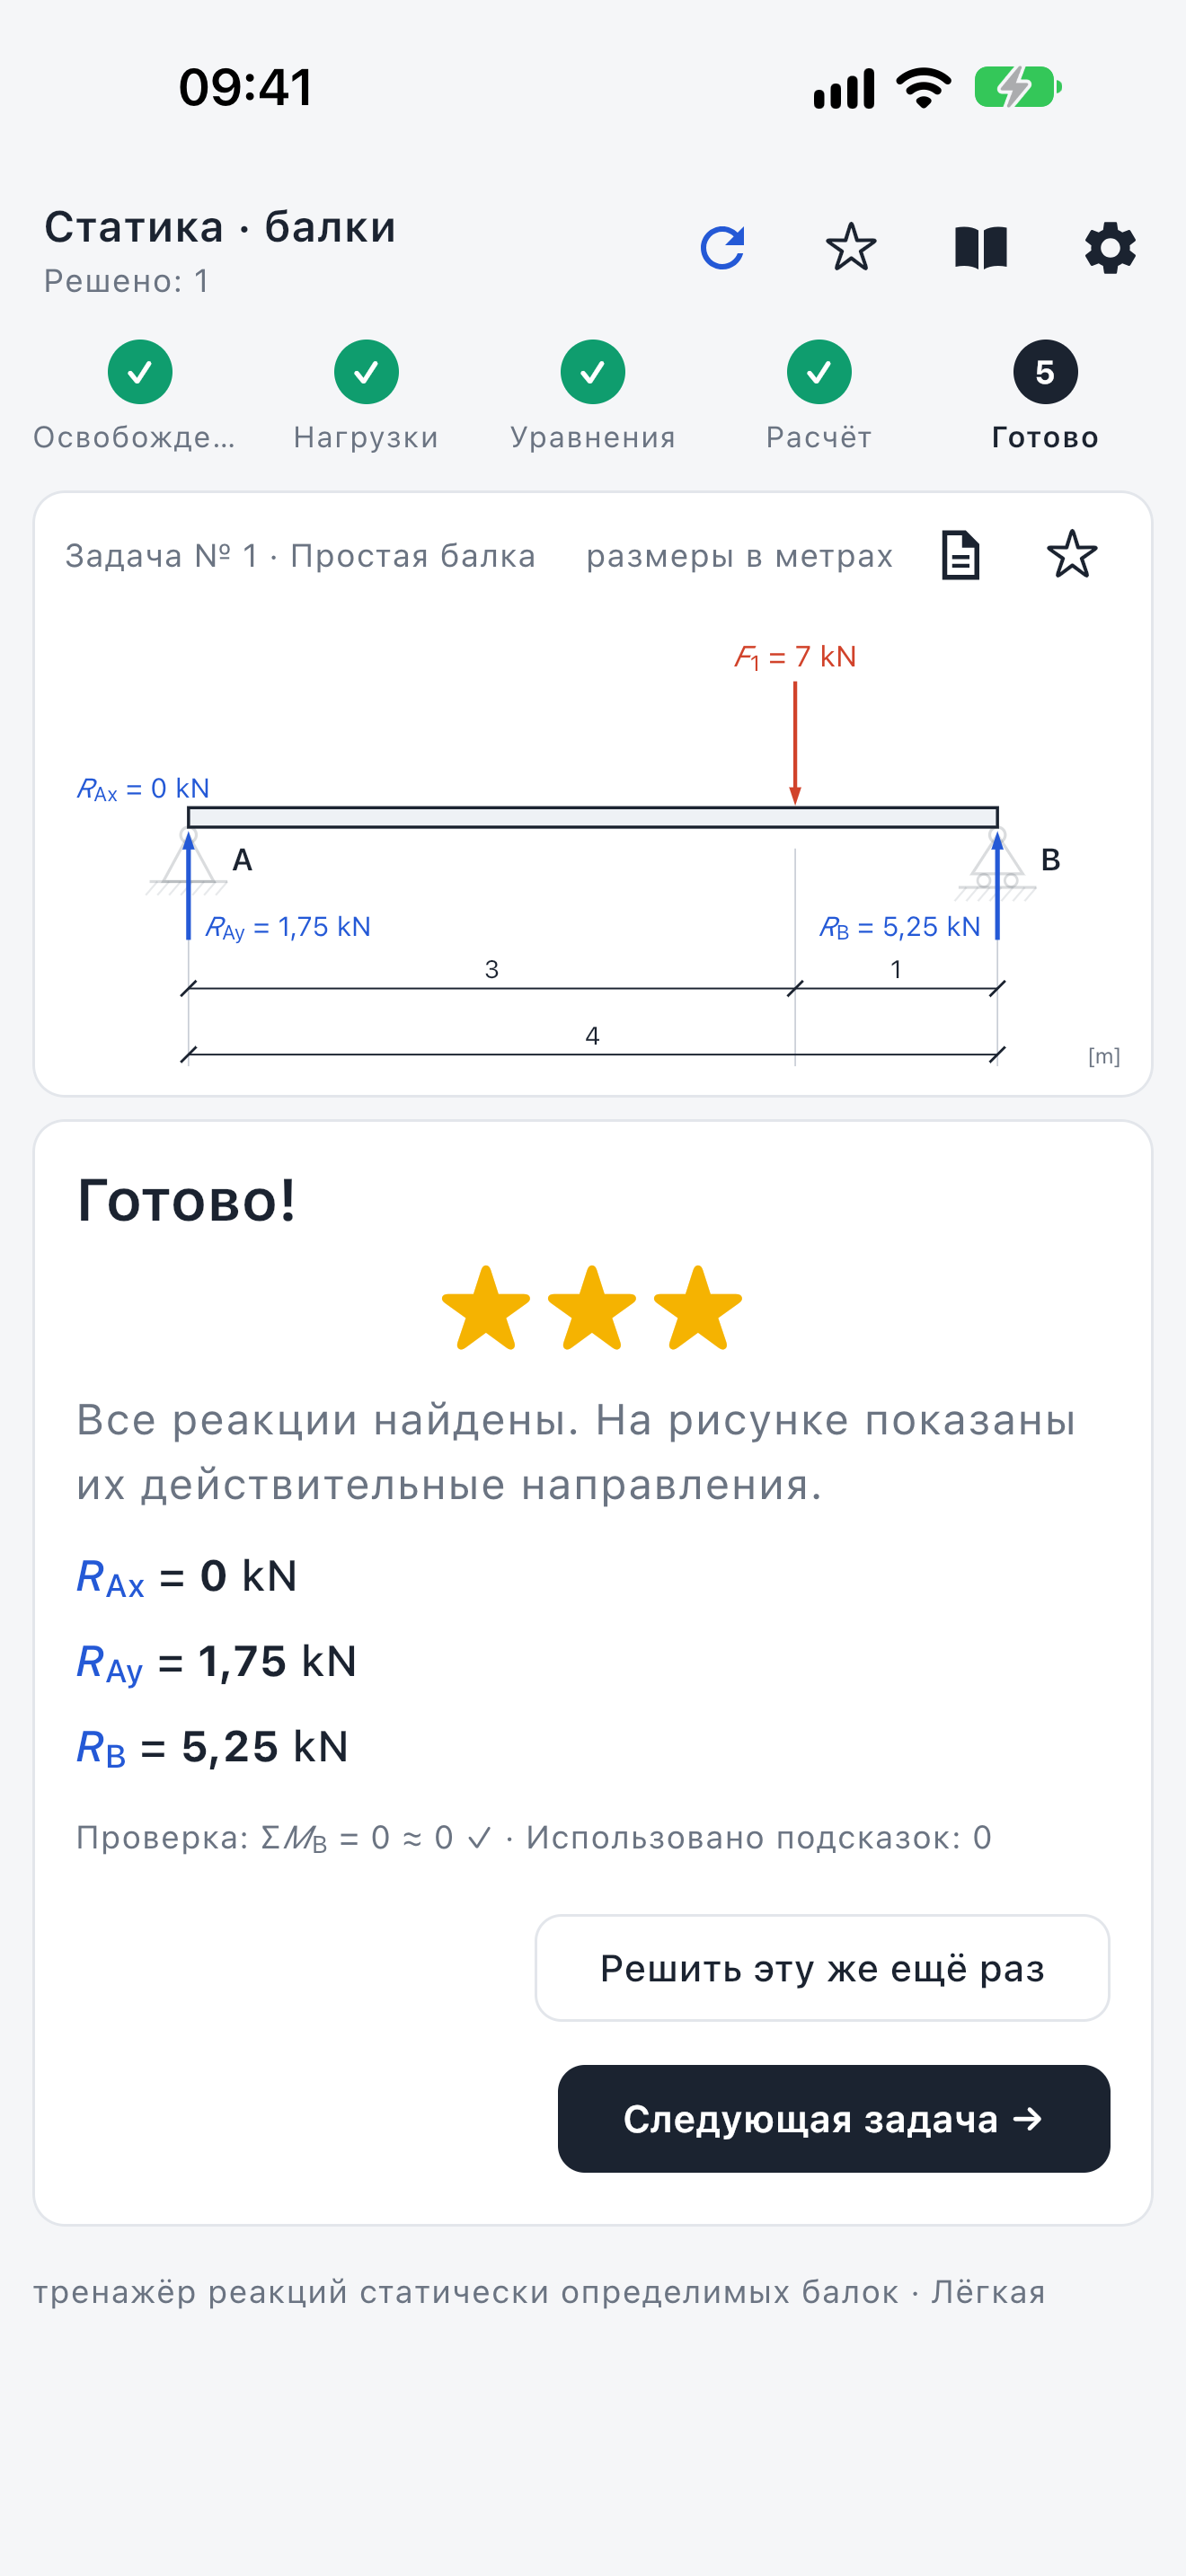 09:41
Статика · балки
Решено: 1
5
Освобожде...
Нагрузки
Уравнения
Расчёт
Готово
Задача № 1 · Простая балка
размеры в метрах
F1 = 7 kN
RAx = 0 kN
A
B
RAy = 1,75 kN
RB = 5,25 kN
3
1
4
[m]
Готово!
Все реакции найдены. На рисунке показаны
их действительные направления.
RAx = 0 kN
RAy = 1,75 kN
RB = 5,25 kN
Проверка: ΣMB = 0 ≈ 0 ✓ · Использовано подсказок: 0
Решить эту же ещё раз
Следующая задача →
тренажёр реакций статически определимых балок · Лёгкая